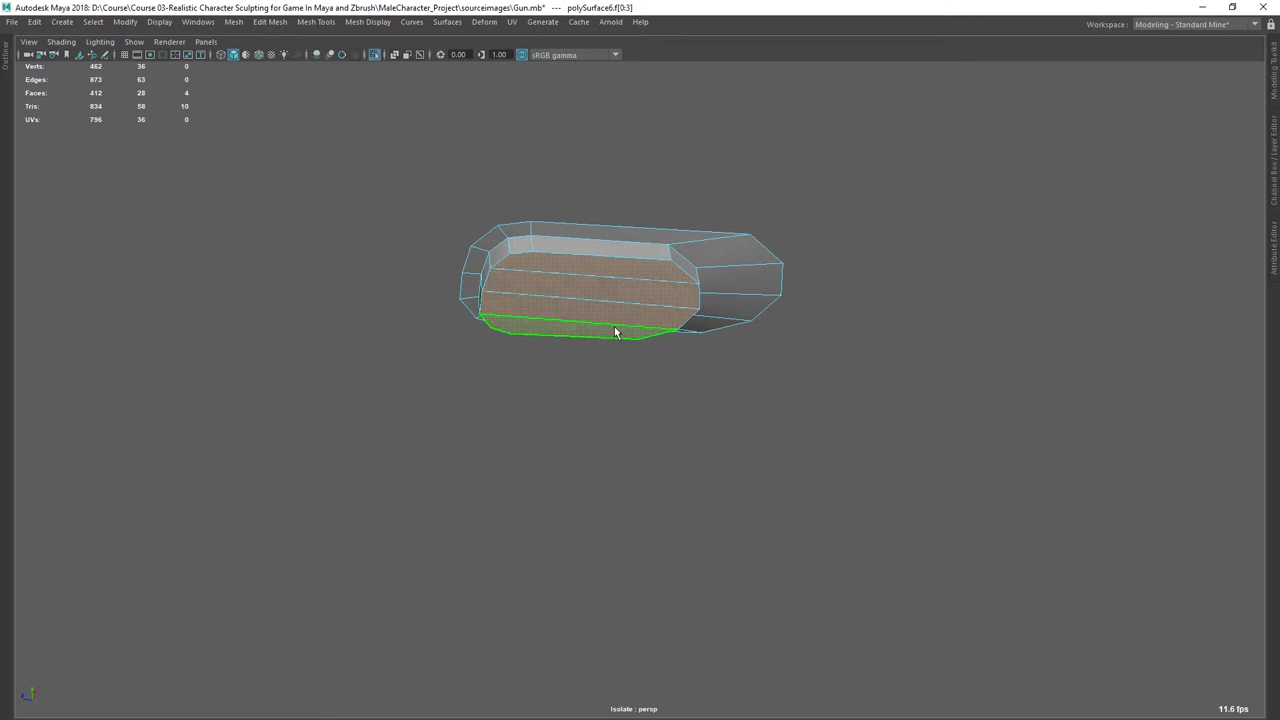 Autodesk Maya 2018: D:\Course\Course 03-Realistic Character Sculpting for Game In Maya and Zbrush\MaleCharacter_Project\sourceimages\Gun.mb* --- polySurface6.f[0:3]
File Edit Create Select Modify Display Windows Mesh Edit Mesh Mesh Tools Mesh Display Curves Surfaces Deform UV Generate Cache Arnold Help
Workspace : Modeling - Standard Mine*
View Shading Lighting Show Renderer Panels
0.00 1.00 sRGB gamma
Verts: 462 36 0
Edges: 873 63 0
Faces: 412 28 4
Tris: 834 58 10
UVs: 796 36 0
Outliner
Modeling Toolkit
Channel Box / Layer Editor
Attribute Editor
Isolate : persp
11.6 fps